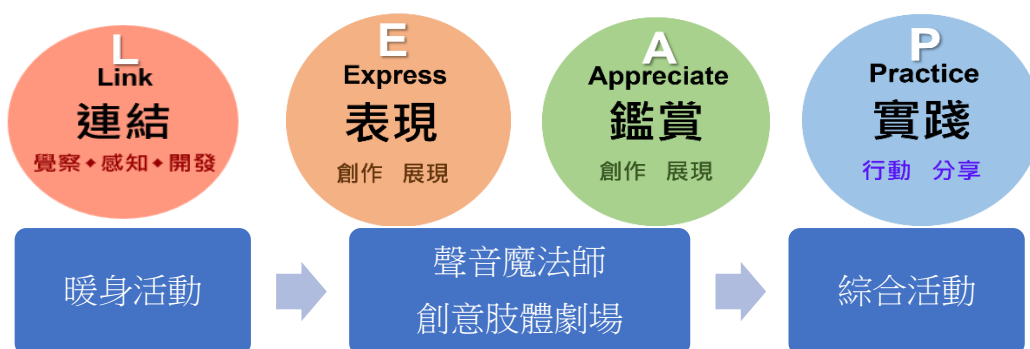 L
Link
連結
覺察◆感知◆開發
E
Express
表現
創作 展現
A
Appreciate
鑑賞
創作 展現
P
Practice
實踐
行動 分享
暖身活動
聲音魔法師
創意肢體劇場
綜合活動